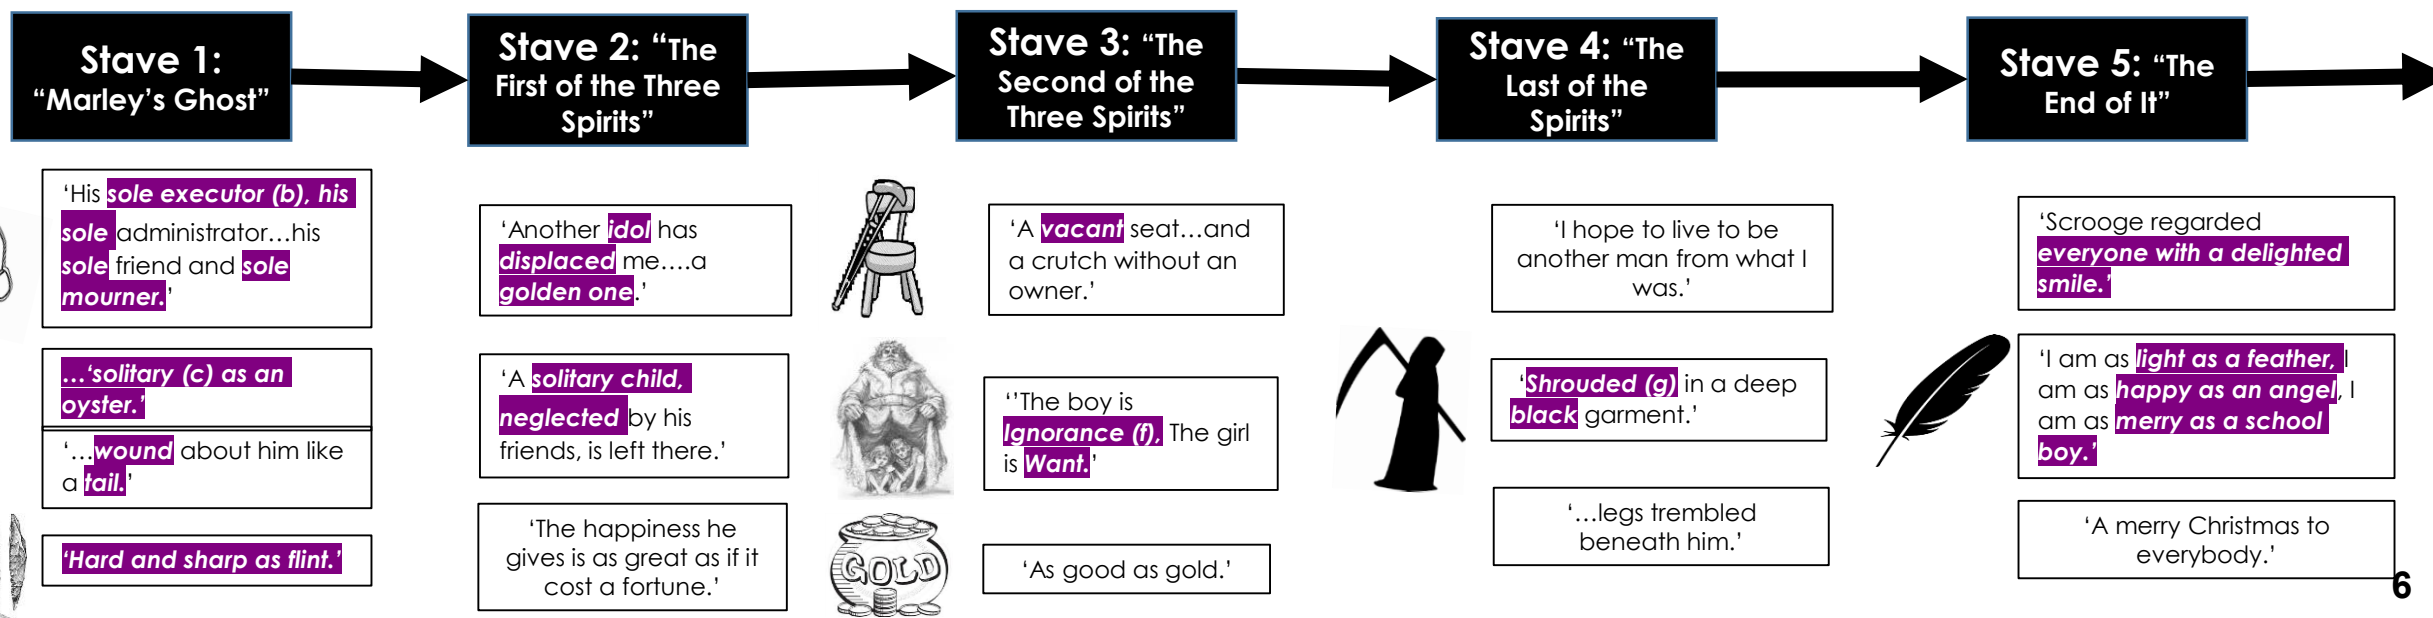 Stave 1:
“Marley’s Ghost”
Stave 2: “The
First of the Three
Spirits”
Stave 3: “The
Second of the
Three Spirits”
Stave 4: “The
Last of the
Spirits”
Stave 5: “The
End of It”
‘His sole executor (b), his
sole administrator…his
sole friend and sole
mourner.’
…‘solitary (c) as an
oyster.’
‘…wound about him like
a tail.’
‘Hard and sharp as flint.’
‘Another idol has
displaced me….a
golden one.’
‘A solitary child,
neglected by his
friends, is left there.’
‘The happiness he
gives is as great as if it
cost a fortune.’
‘A vacant seat…and
a crutch without an
owner.’
‘’The boy is
Ignorance (f), The girl
is Want.’
GOLD
‘As good as gold.’
‘I hope to live to be
another man from what I
was.’
‘Shrouded (g) in a deep
black garment.’
‘…legs trembled
beneath him.’
‘Scrooge regarded
everyone with a delighted
smile.’
‘I am as light as a feather, I
am as happy as an angel, I
am as merry as a school
boy.’
‘A merry Christmas to
everybody.’
6